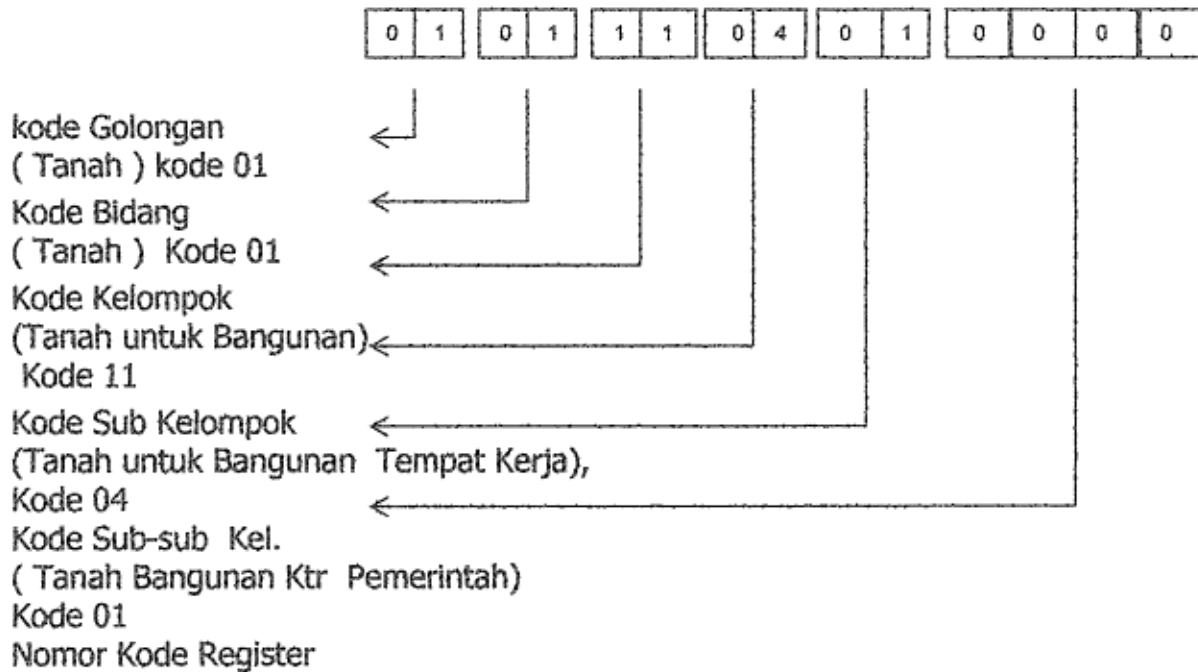 0 1 0 1 1 1 0 4 0 1 0 0 0 0
kode Golongan
( Tanah ) kode 01
Kode Bidang
( Tanah ) Kode 01
Kode Kelompok
(Tanah untuk Bangunan)
Kode 11
Kode Sub Kelompok
(Tanah untuk Bangunan Tempat Kerja),
Kode 04
Kode Sub-sub Kel.
( Tanah Bangunan Ktr Pemerintah)
Kode 01
Nomor Kode Register